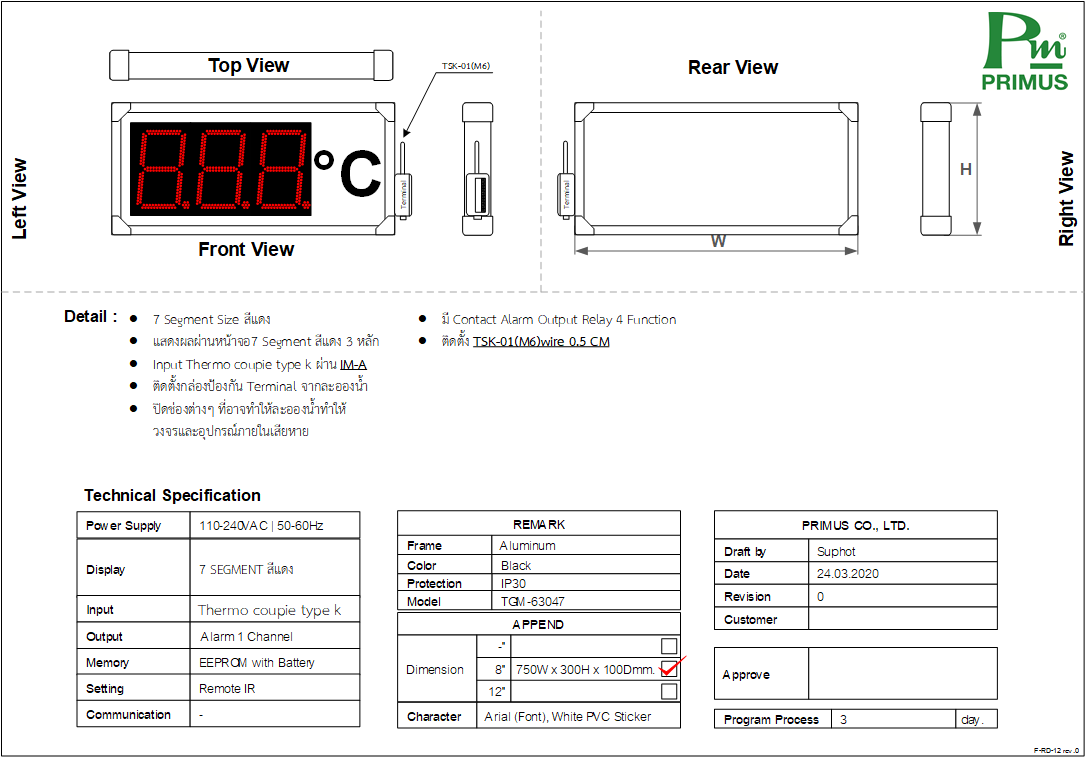 Pm®
PRIMUS
Top View
TSK-01(M6)
Rear View
Left View
888
°C
Terminal
Terminal
H
Right View
Front View
W
Detail :
● 7 Segment Size สีแดง
● แสดงผลผ่านหน้าจอ7 Segment สีแดง 3 หลัก
● Input Thermo coupie type k ผ่าน IM-A
● ติดตั้งกล่องป้องกัน Terminal จากละอองน้ำ
● ปิดช่องต่างๆ ที่อาจทำให้ละอองน้ำทำให้
วงจรและอุปกรณ์ภายในเสียหาย
● มี Contact Alarm Output Relay 4 Function
● ติดตั้ง TSK-01(M6)wire 0.5 CM
Technical Specification
Power Supply 110-240VAC | 50-60Hz
Display 7 SEGMENT สีแดง
Input Thermo coupie type k
Output Alarm 1 Channel
Memory EEPROM with Battery
Setting Remote IR
Communication -
REMARK
Frame Aluminum
Color Black
Protection IP30
Model TGM-63047
APPEND
Dimension
-"
8" 750W x 300H x 100Dmm.
12"
Character Arial (Font), White PVC Sticker
PRIMUS CO., LTD.
Draft by Suphot
Date 24.03.2020
Revision 0
Customer
Approve
Program Process 3 day.
F-RD-12 rev.0